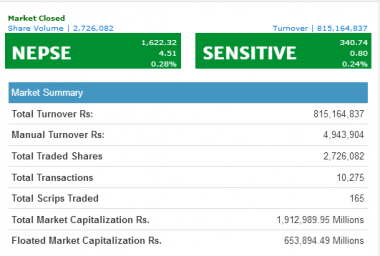 Market Closed
Share Volume | 2,726,082 Turnover | 815,164,837
NEPSE
1,622.32
4.51
0.28%
SENSITIVE
340.74
0.80
0.24%
Market Summary
Total Turnover Rs: 815,164,837
Manual Turnover Rs: 4,943,904
Total Traded Shares 2,726,082
Total Transactions 10,275
Total Scrips Traded 165
Total Market Capitalization Rs. 1,912,989.95 Millions
Floated Market Capitalization Rs. 653,894.49 Millions